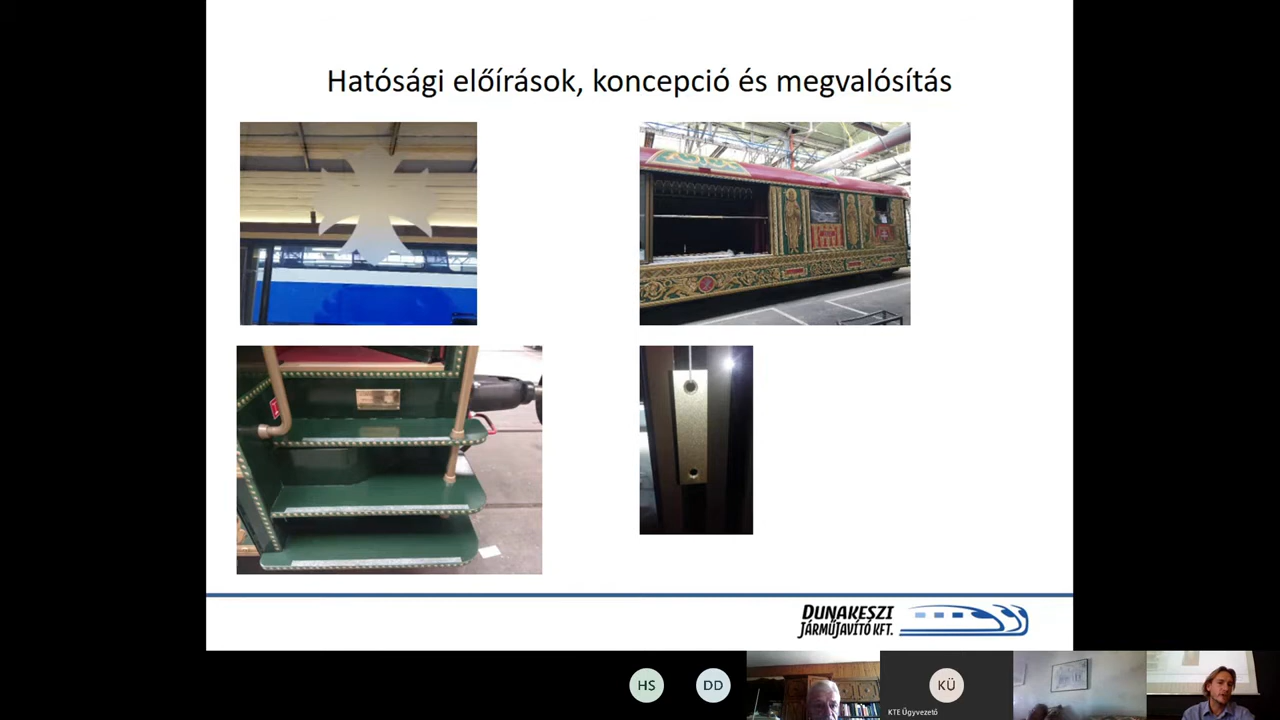 Hatósági előírások, koncepció és megvalósítás
DUNAKESZI
JÁRMŰJAVÍTÓ KFT.
HS
DD
KÜ
KTE Ügyvezető